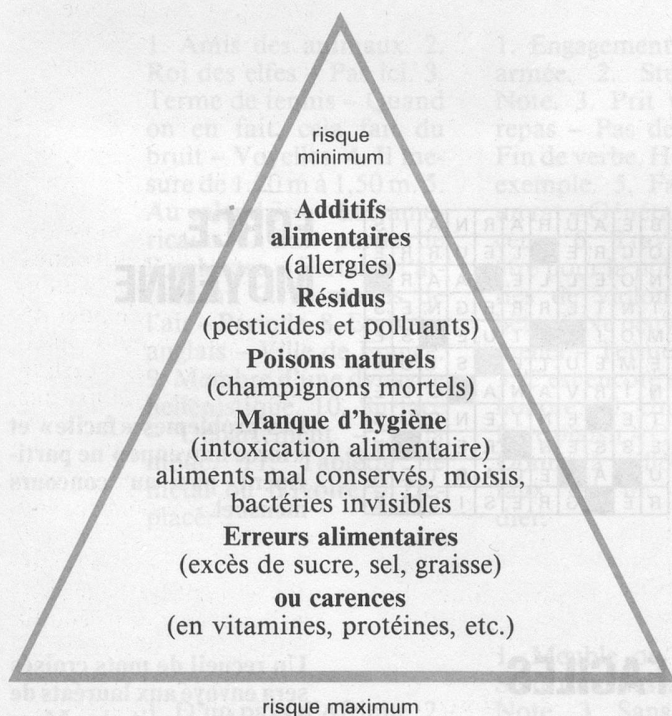 risque
minimum
Additifs
alimentaires
(allergies)
Résidus
(pesticides et polluants)
Poisons naturels
(champignons mortels)
Manque d'hygiène
(intoxication alimentaire)
aliments mal conservés, moisis,
bactéries invisibles
Erreurs alimentaires
(excès de sucre, sel, graisse)
ou carences
(en vitamines, protéines, etc.)
risque maximum